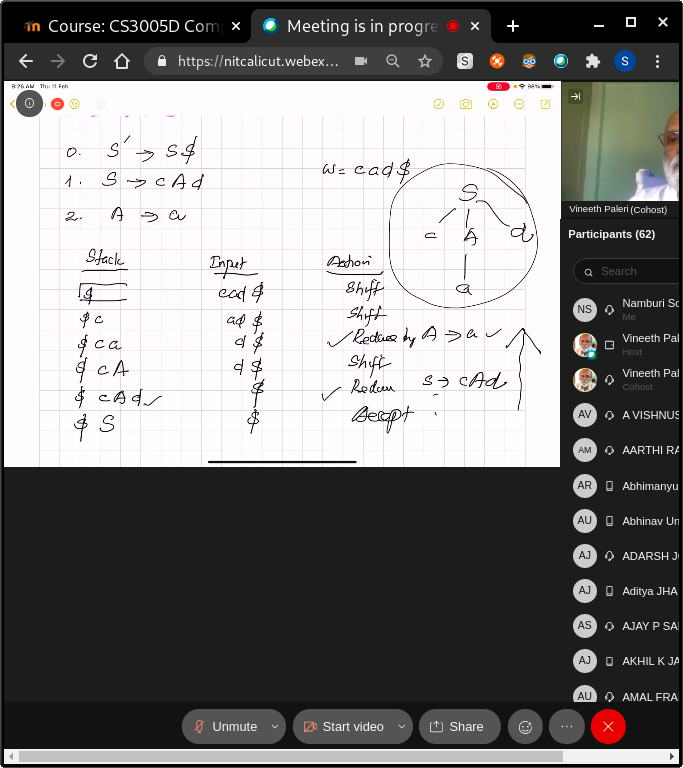 Course: CS3005D Com
Meeting is in progre
https://nitcalicut.webex...
S
9:26 AM Thu 11 Feb
98%
0. S' → S$
1. S → cAd
2. A → a
w = cad$
S
c A d
a
Stack Input Action
$ cad $ Shift
$ c ad $ Shift
$ ca d $ ✓ Reduce by A → a ✓
$ cA d $ Shift
$ cAd ✓ $ ✓ Reduce S → cAd
$ S $ Accept :
Vineeth Paleri (Cohost)
Participants (62)
Search
NS Namburi So
Me
Vineeth Pal
Host
Vineeth Pal
Cohost
AV A VISHNUS
AM AARTHI RA
AR Abhimanyu
AU Abhinav Un
AJ ADARSH J
AJ Aditya JHA
AS AJAY P SA
AJ AKHIL K JA
AU AMAL FRA
Unmute Start video Share